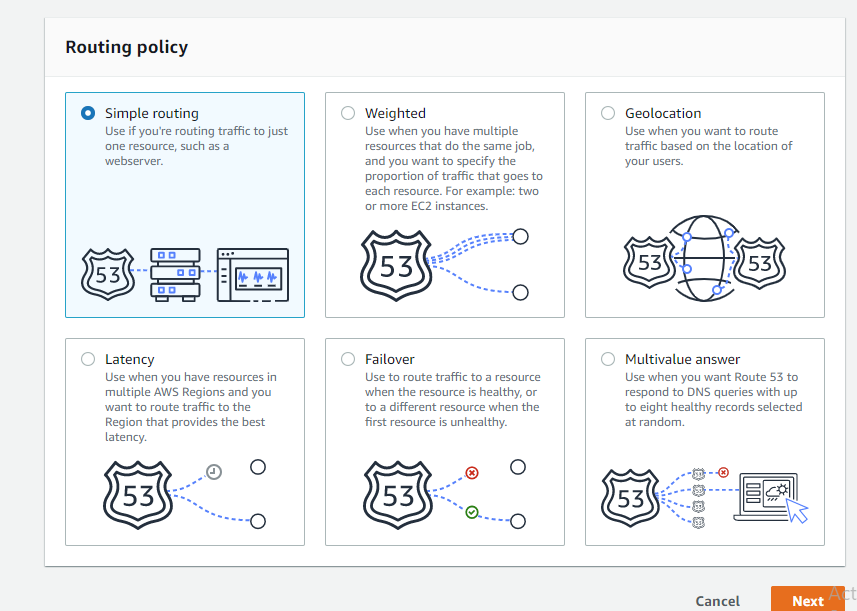 Routing policy
Simple routing
Use if you're routing traffic to just
one resource, such as a
webserver.
53
Weighted
Use when you have multiple
resources that do the same job,
and you want to specify the
proportion of traffic that goes to
each resource. For example: two
or more EC2 instances.
53
Geolocation
Use when you want to route
traffic based on the location of
your users.
53
53
Latency
Use when you have resources in
multiple AWS Regions and you
want to route traffic to the
Region that provides the best
latency.
53
Failover
Use to route traffic to a resource
when the resource is healthy, or
to a different resource when the
first resource is unhealthy.
53
Multivalue answer
Use when you want Route 53 to
respond to DNS queries with up
to eight healthy records selected
at random.
53
53
53
53
53
Cancel
Next
Act